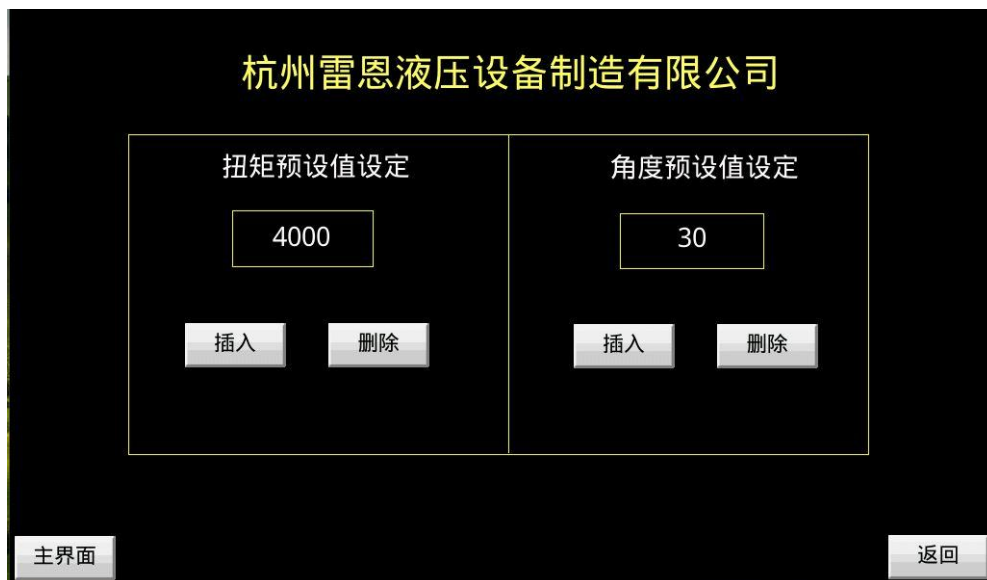 杭州雷恩液压设备制造有限公司
扭矩预设值设定
4000
插入 删除
角度预设值设定
30
插入 删除
主界面 返回